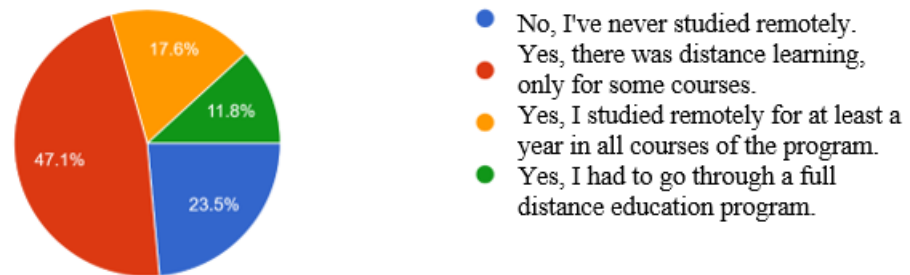 17.6%
11.8%
47.1%
23.5%
No, I've never studied remotely.
Yes, there was distance learning,
only for some courses.
Yes, I studied remotely for at least a
year in all courses of the program.
Yes, I had to go through a full
distance education program.